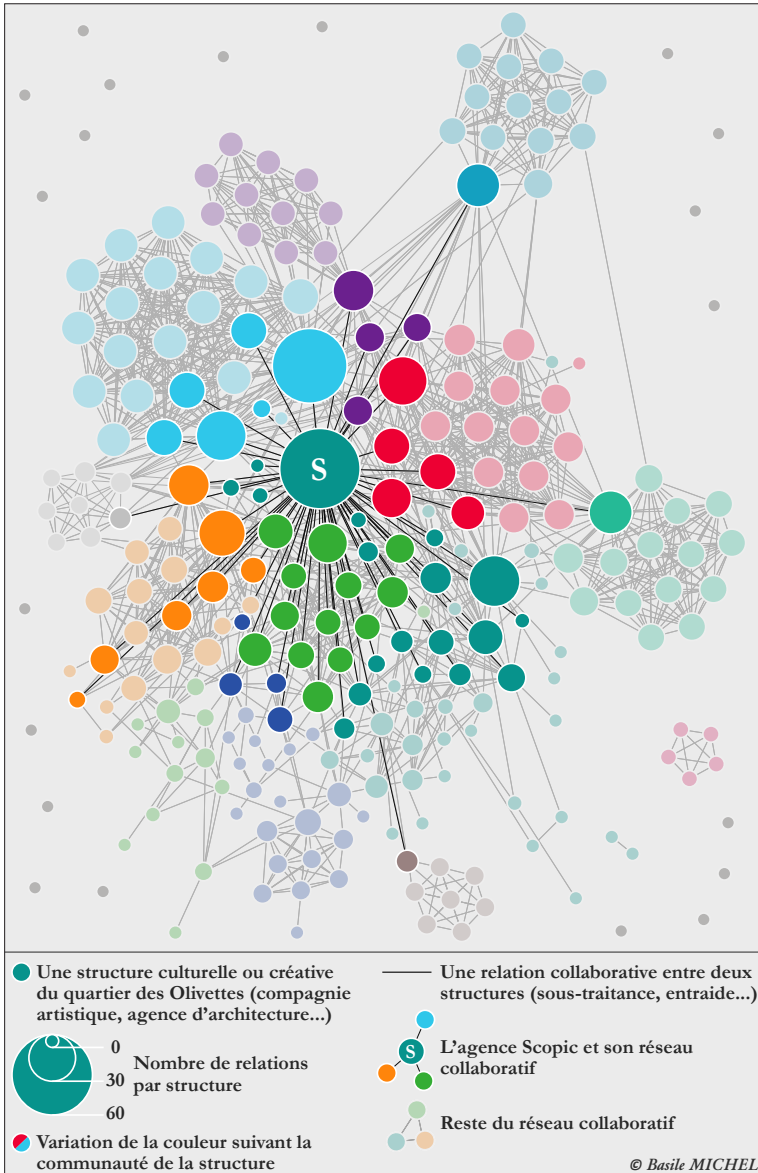 S
Une structure culturelle ou créative
du quartier des Olivettes (compagnie
artistique, agence d'architecture...)
0
30
60
Nombre de relations
par structure
Variation de la couleur suivant la
communauté de la structure
Une relation collaborative entre deux
structures (sous-traitance, entraide...)
S
L'agence Scopic et son réseau
collaboratif
Reste du réseau collaboratif
© Basile MICHEL